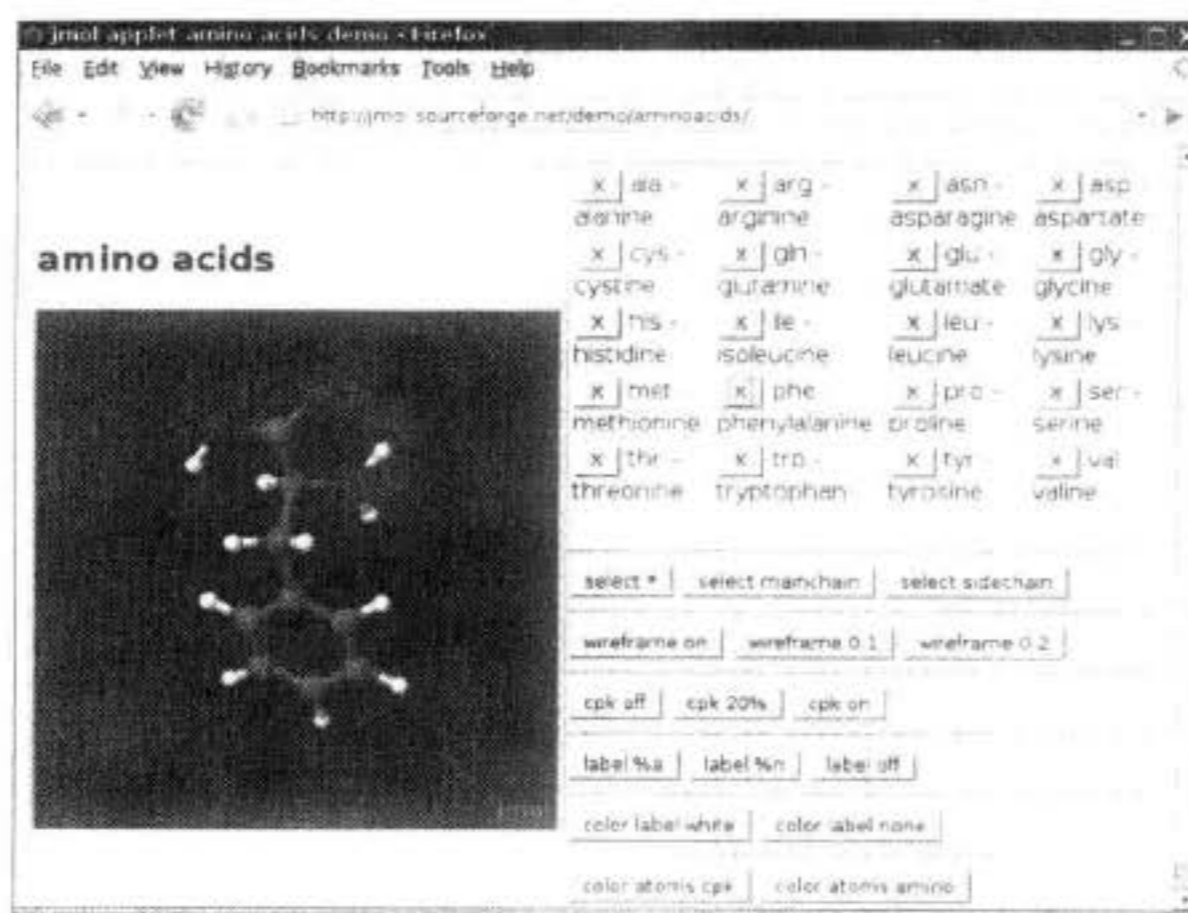 jmol applet amino acids demo - Firefox
File Edit View History Bookmarks Tools Help
http://jmol.sourceforge.net/demo/aminoacids/
amino acids
x ala - x arg - x asn - x asp
alanine arginine asparagine aspartate
x cys - x gln - x glu - x gly -
cystine glutamine glutamate glycine
x his - x ile - x leu - x lys
histidine isoleucine leucine lysine
x met x phe x pro - x ser -
methionine phenylalanine proline serine
x thr - x trp - x tyr x val
threonine tryptophan tyrosine valine
select * select mainchain select sidechain
wireframe on wireframe 0.1 wireframe 0.2
cpk off cpk 20% cpk on
label %a label %n label off
color label white color label none
color atoms cpk color atoms amino